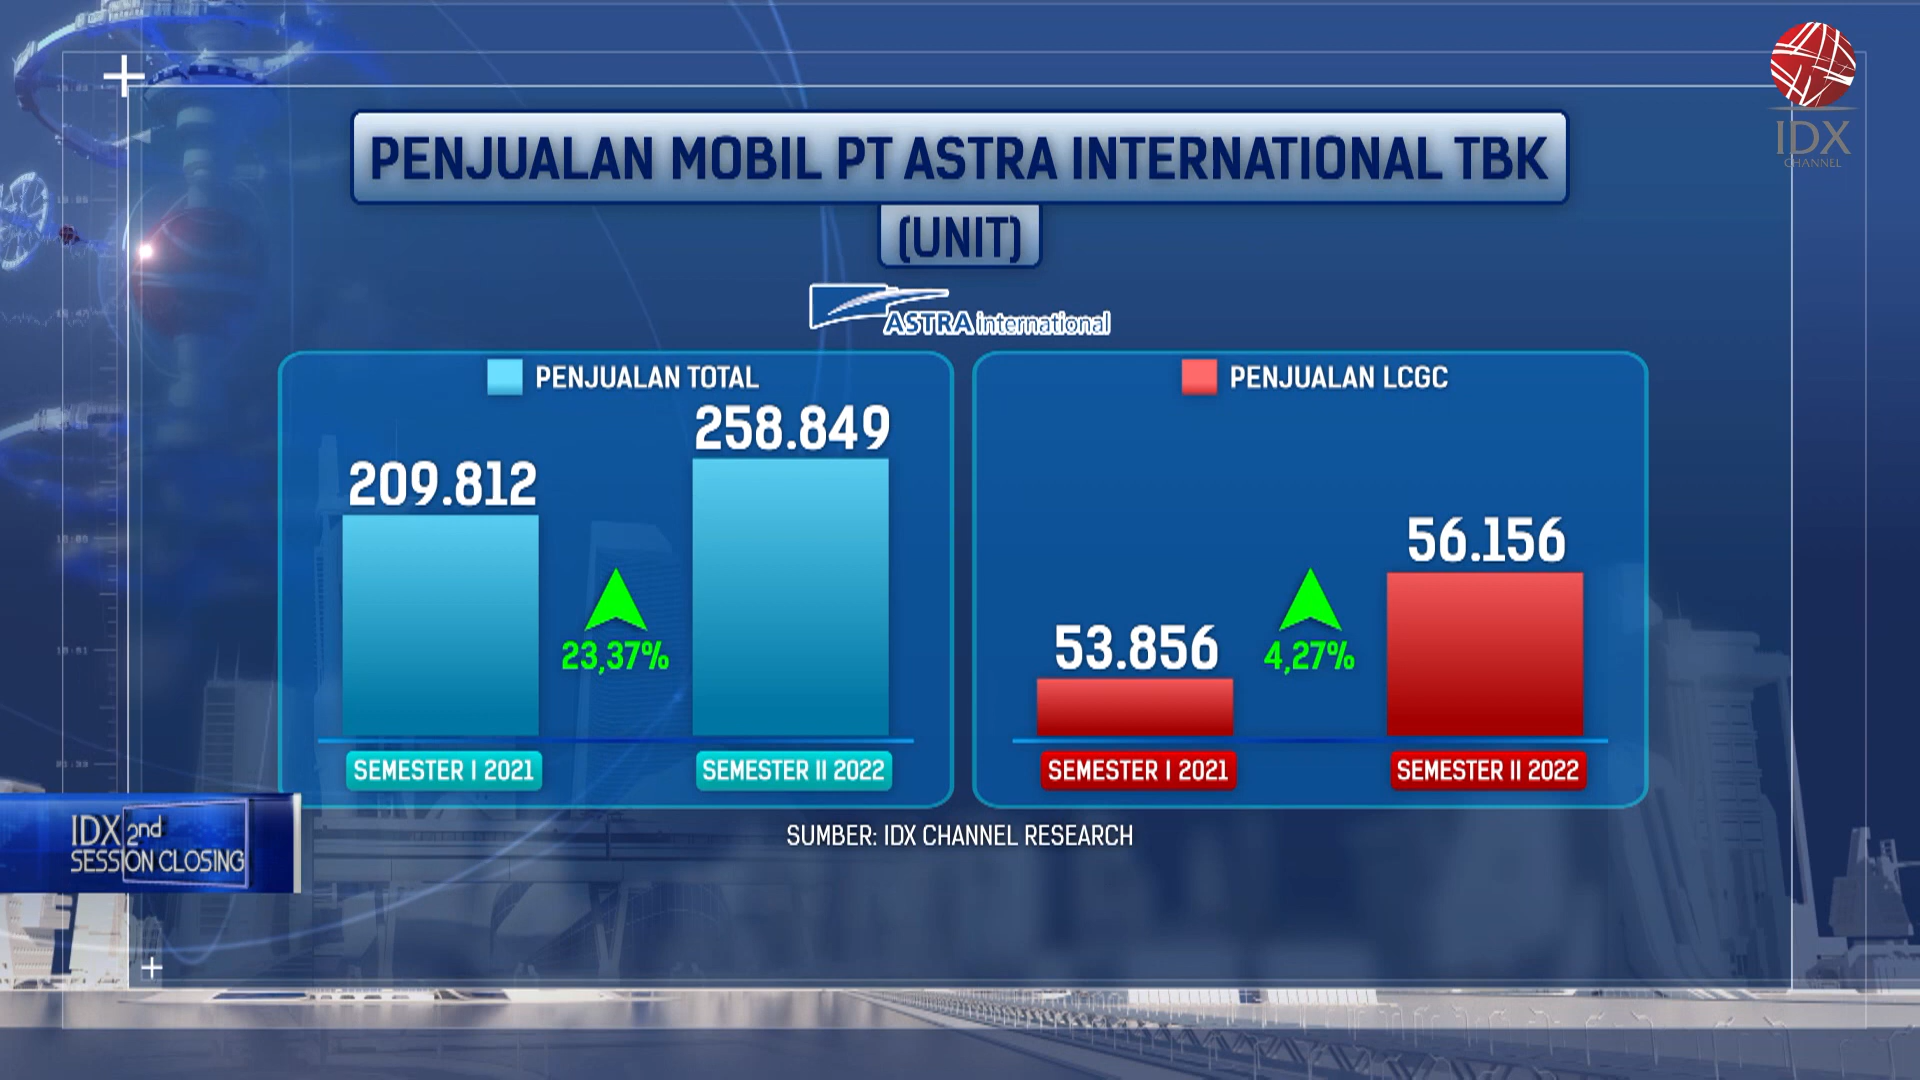 IDX
CHANNEL
PENJUALAN MOBIL PT ASTRA INTERNATIONAL TBK
(UNIT)
ASTRA international
PENJUALAN TOTAL
209.812
258.849
23,37%
SEMESTER I 2021
SEMESTER II 2022
PENJUALAN LCGC
53.856
56.156
4,27%
SEMESTER I 2021
SEMESTER II 2022
SUMBER: IDX CHANNEL RESEARCH
IDX 2nd
SESSION CLOSING